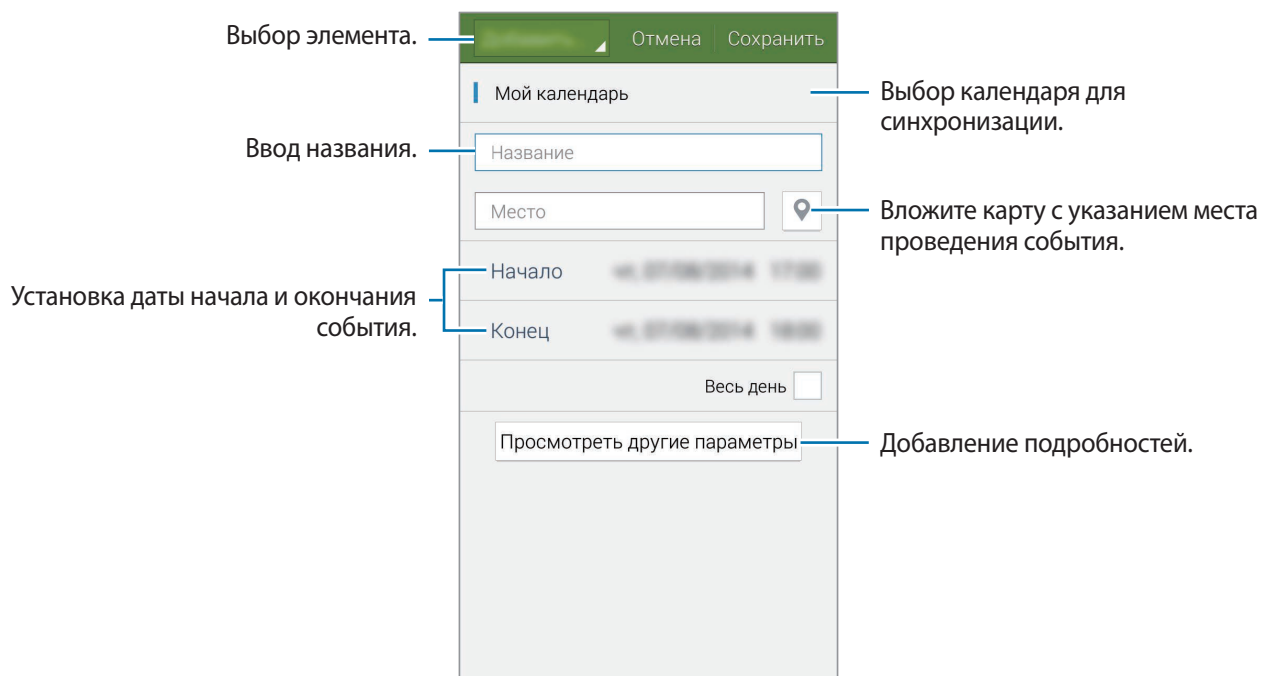 Выбор элемента.
Отмена
Сохранить
Мой календарь
Выбор календаря для
синхронизации.
Ввод названия.
Название
Место
Вложите карту с указанием места
проведения события.
Начало
Установка даты начала и окончания
события.
Конец
Весь день
Просмотреть другие параметры
Добавление подробностей.